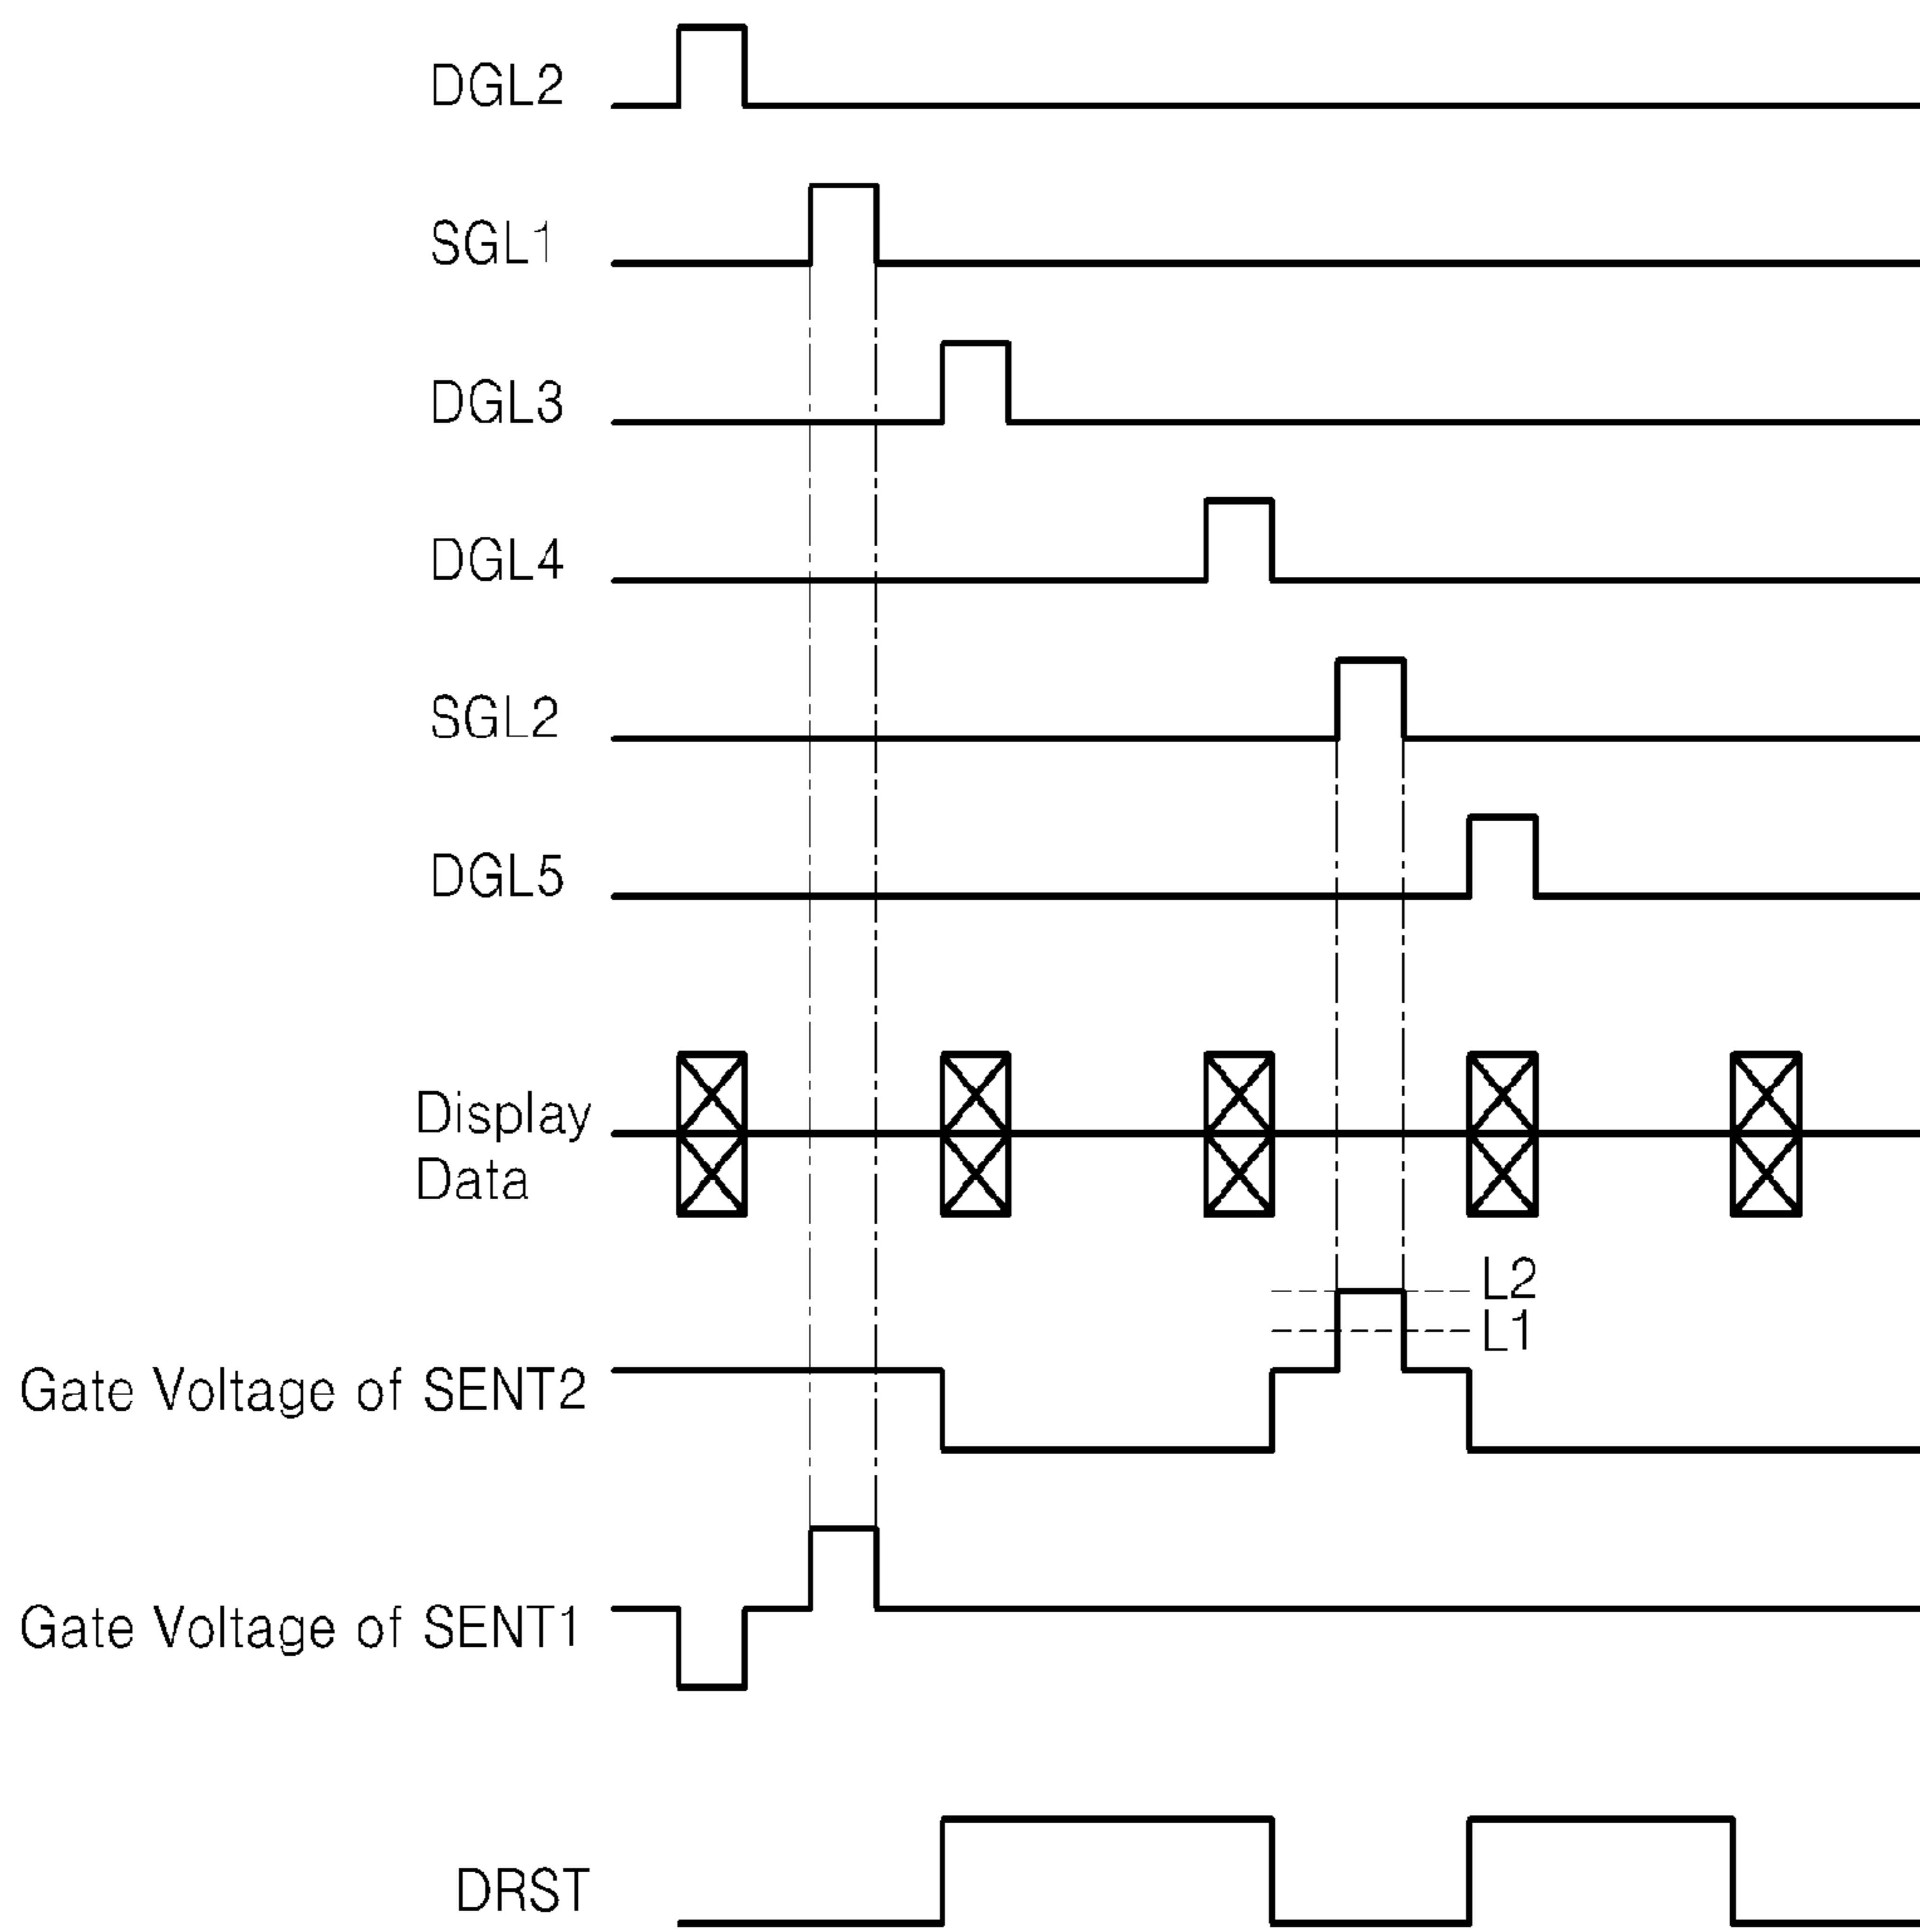 DGL2
SGL1
DGL3
DGL4
SGL2
DGL5
Display
Data
L2
L1
Gate Voltage of SENT2
Gate Voltage of SENT1
DRST